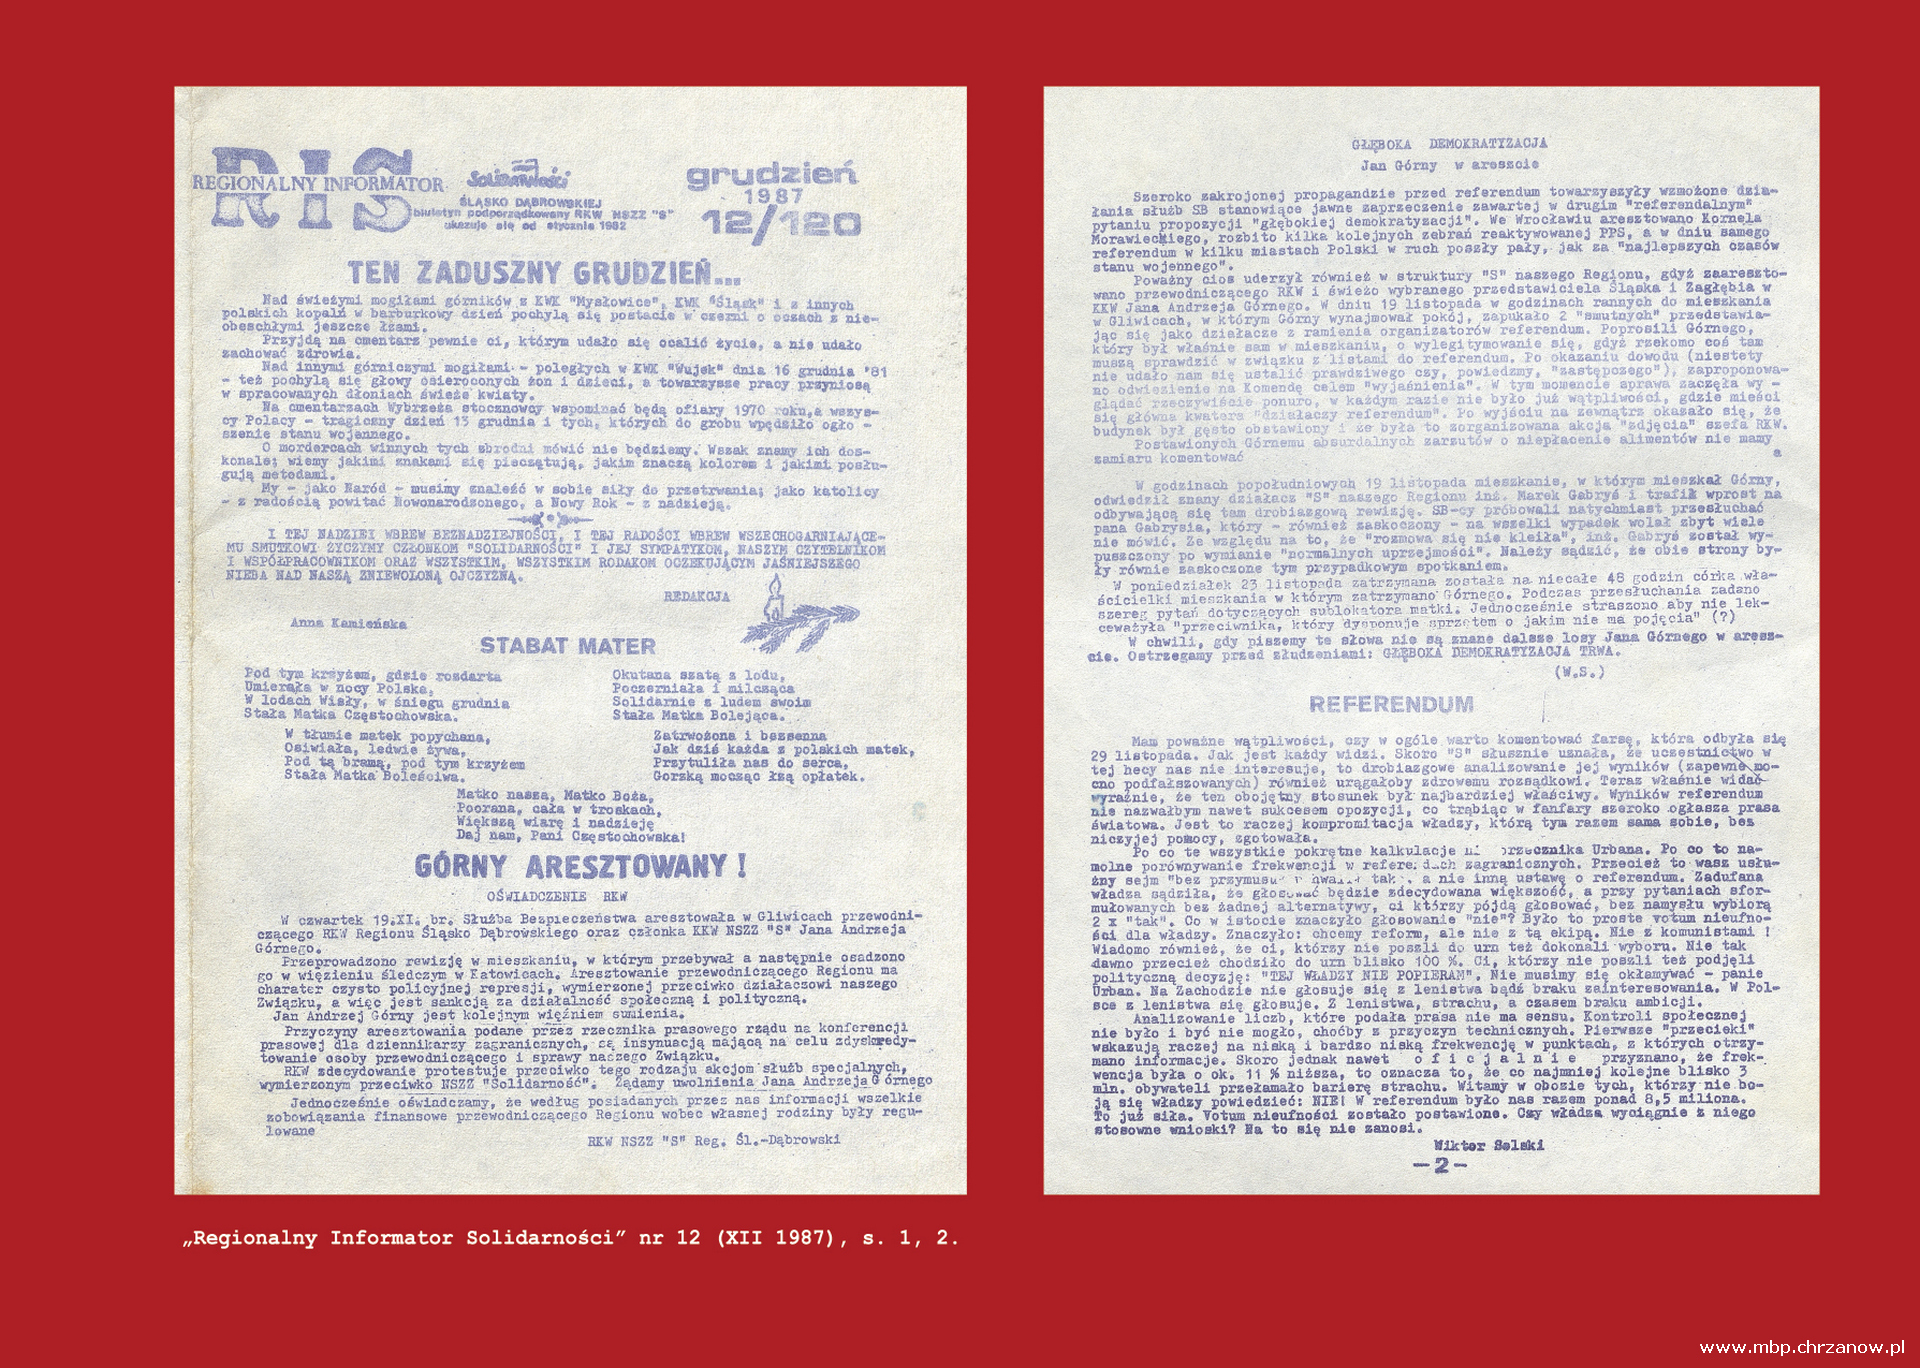 RIS
REGIONALNY INFORMATOR
Solidarności
ŚLĄSKO DĄBROWSKIEJ
biuletyn podporządkowany RKW NSZZ "S"
ukazuje się od stycznia 1982
grudzień
1987
12/120
TEN ZADUSZNY GRUDZIEŃ...
Nad świeżymi mogiłami górników z KWK "Mysłowice", KWK "Śląsk" i z innych
polskich kopalń w barburkowy dzień pochylą się postacie w czerni o oczach z nie-
obeschłymi jeszcze łzami.
Przyjdą na cmentarz pewnie ci, którym udało się ocalić życie, a nie udało
zachować zdrowia.
Nad innymi górniczymi mogiłami - poległych w KWK "Wujek" dnia 16 grudnia '81
- też pochylą się głowy osieroconych żon i dzieci, a towarzysze pracy przyniosą
w spracowanych dłoniach świeże kwiaty.
Na cmentarzach Wybrzeża stoczniowcy wspominać będą ofiary 1970 roku,a wszys-
cy Polacy - tragiczny dzień 13 grudnia i tych, których do grobu wpędziło ogło -
szenie stanu wojennego.
O mordercach winnych tych zbrodni mówić nie będziemy. Wszak znamy ich dos-
konale; wiemy jakimi znakami się pieczętują, jakim znaczą kolorem i jakimi posłu-
gują metodami.
My - jako Naród - musimy znaleść w sobie siły do przetrwania; jako katolicy
- z radością powitać Nowonarodzonego, a Nowy Rok - z nadzieją.
I TEJ NADZIEI WBREW BEZNADZIEJNOŚCI, I TEJ RADOŚCI WBREW WSZECHOGARNIAJĄCE-
MU SMUTKOWI ŻYCZYMY CZŁONKOM "SOLIDARNOŚCI" I JEJ SYMPATYKOM, NASZYM CZYTELNIKOM
I WSPÓŁPRACOWNIKOM ORAZ WSZYSTKIM, WSZYSTKIM RODAKOM OCZEKUJĄCYM JAŚNIEJSZEGO
NIEBA NAD NASZĄ ZNIEWOLONĄ OJCZYZNĄ.
REDAKCJA
Anna Kamieńska
STABAT MATER
Pod tym krzyżem, gdzie rozdarta
Umierała w nocy Polska,
W lodach Wisły, w śniegu grudnia
Stała Matka Częstochowska.
W tłumie matek popychana,
Osiwiała, ledwie żywa,
Pod tą bramą, pod tym krzyżem
Stała Matka Boleściwa.
Okutana szatą z lodu,
Poczerniała i milcząca
Solidarnie z ludem swoim
Stała Matka Bolejąca.
Zatrwożona i bezsenna
Jak dziś każda z polskich matek,
Przytuliła nas do serca,
Gorzką mocząc łzą opłatek.
Matko nasza, Matko Boża,
Poorana, cała w troskach,
Większą wiarę i nadzieję
Daj nam, Pani Częstochowska!
GÓRNY ARESZTOWANY !
OŚWIADCZENIE RKW
W czwartek 19.XI. br. Służba Bezpieczeństwa aresztowała w Gliwicach przewodni-
czącego RKW Regionu Śląsko Dąbrowskiego oraz członka KKW NSZZ "S" Jana Andrzeja
Górnego.
Przeprowadzono rewizję w mieszkaniu, w którym przebywał a następnie osadzono
go w więzieniu śledczym w Katowicach. Aresztowanie przewodniczącego Regionu ma
charater czysto policyjnej represji, wymierzonej przeciwko działaczowi naszego
Związku, a więc jest sankcją za działalność społeczną i polityczną.
Jan Andrzej Górny jest kolejnym więźniem sumienia.
Przyczyny aresztowania podane przez rzecznika prasowego rządu na konferencji
prasowej dla dziennikarzy zagranicznych, są insynuacją mającą na celu zdyskredy-
towanie osoby przewodniczącego i sprawy naszego Związku.
RKW zdecydowanie protestuje przeciwko tego rodzaju akcjom służb specjalnych,
wymierzonym przeciwko NSZZ "Solidarność". Żądamy uwolnienia Jana Andrzeja Górnego
Jednocześnie oświadczamy, że według posiadanych przez nas informacji wszelkie
zobowiązania finansowe przewodniczącego Regionu wobec własnej rodziny były regu-
lowane
RKW NSZZ "S" Reg. Śl.-Dąbrowski
GŁĘBOKA DEMOKRATYZACJA
Jan Górny w areszcie
Szeroko zakrojonej propagandzie przed referendum towarzyszyły wzmożone dzia-
łania służb SB stanowiące jawne zaprzeczenie zawartej w drugim "referendalnym"
pytaniu propozycji "głębokiej demokratyzacji". We Wrocławiu aresztowano Kornela
Morawieckiego, rozbito kilka kolejnych zebrań reaktywowanej PPS, a w dniu samego
referendum w kilku miastach Polski w ruch poszły pały, jak za "najlepszych czasów
stanu wojennego".
Poważny cios uderzył również w struktury "S" naszego Regionu, gdyż zaareszto-
wano przewodniczącego RKW i świeżo wybranego przedstawiciela Śląska i Zagłębia w
KKW Jana Andrzeja Górnego. W dniu 19 listopada w godzinach rannych do mieszkania
w Gliwicach, w którym Górny wynajmował pokój, zapukało 2 "smutnych" przedstawia-
jąc się jako działacze z ramienia organizatorów referendum. Poprosili Górnego,
który był właśnie sam w mieszkaniu, o wylegitymowanie się, gdyż rzekomo coś tam
muszą sprawdzić w związku z listami do referendum. Po okazaniu dowodu (niestety
nie udało nam się ustalić prawdziwego czy, powiedzmy, "zastępczego"), zaproponowa-
no odwiezienie na Komendę celem "wyjaśnienia". W tym momencie sprawa zaczęła wy -
glądać rzeczywiście ponuro, w każdym razie nie było już wątpliwości, gdzie mieści
się główna kwatera "działaczy referendum". Po wyjściu na zewnątrz okazało się, że
budynek był gęsto obstawiony i że była to zorganizowana akcja "zdjęcia" szefa RKW.
Postawionych Górnemu absurdalnych zarzutów o niepłacenie alimentów nie mamy
zamiaru komentować
W godzinach popołudniowych 19 listopada mieszkanie, w którym mieszkał Górny,
odwiedził znany działacz "S" naszego Regionu inż. Marek Gabryś i trafił wprost na
odbywającą się tam drobiazgową rewizję. SB-cy próbowali natychmiast przesłuchać
pana Gabrysia, który - również zaskoczony - na wszelki wypadek wolał zbyt wiele
nie mówić. Ze względu na to, że "rozmowa się nie kleiła", inż. Gabryś został wy-
puszczony po wymianie "normalnych uprzejmości". Należy sądzić, że obie strony by-
ły równie zaskoczone tym przypadkowym spotkaniem.
W poniedziałek 23 listopada zatrzymana została na niecałe 48 godzin córka wła-
ścicielki mieszkania w którym zatrzymano Górnego. Podczas przesłuchania zadano
szereg pytań dotyczących sublokatora matki. Jednocześnie straszono aby nie lek-
ceważyła "przeciwnika, który dysponuje sprzętem o jakim nie ma pojęcia" (?)
W chwili, gdy piszemy te słowa nie są znane dalsze losy Jana Górnego w aresz-
cie. Ostrzegamy przed złudzeniami: GŁĘBOKA DEMOKRATYZACJA TRWA.
(W.S.)
REFERENDUM
Mam poważne wątpliwości, czy w ogóle warto komentować farsę, która odbyła się
29 listopada. Jak jest każdy widzi. Skoro "S" słusznie uznała, że uczestnictwo w
tej hecy nas nie interesuje, to drobiazgowe analizowanie jej wyników (zapewne mo-
cno podfałszowanych) również urągałoby zdrowemu rozsądkowi. Teraz właśnie widać
wyraźnie, że ten obojętny stosunek był najbardziej właściwy. Wyników referendum
nie nazwałbym nawet sukcesem opozycji, co trąbiąc w fanfary szeroko ogłasza prasa
światowa. Jest to raczej kompromitacja władzy, którą tym razem sama sobie, bez
niczyjej pomocy, zgotowała.
Po co te wszystkie pokrętne kalkulacje rzecznika Urbana. Po co to na-
molne porównywanie frekwencji w zagranicznych. Przecież to wasz usłu-
żny sejm "bez przymusu" tak, a nie inną ustawę o referendum. Zadufana
władza sądziła, że głosować będzie zdecydowana większość, a przy pytaniach sfor-
mułowanych bez żadnej alternatywy, ci którzy pójdą głosować, bez namysłu wybiorą
2 x "tak". Co w istocie znaczyło głosowanie "nie"? Było to proste votum nieufno-
ści dla władzy. Znaczyło: chcemy reform, ale nie z tą ekipą. Nie z komunistami !
Wiadomo również, że ci, którzy nie poszli do urn też dokonali wyboru. Nie tak
dawno przecież chodziło do urn blisko 100 %. Ci, którzy nie poszli też podjęli
polityczną decyzję: "TEJ WŁADZY NIE POPIERAM". Nie musimy się okłamywać - panie
Urban. Na Zachodzie nie głosuje się z lenistwa bądź braku zainteresowania. W Pol-
sce z lenistwa się głosuje. Z lenistwa, strachu, a czasem braku ambicji.
Analizowanie liczb, które podała prasa nie ma sensu. Kontroli społecznej
nie było i być nie mogło, choćby z przyczyn technicznych. Pierwsze "przecieki"
wskazują raczej na niską i bardzo niską frekwencję w punktach, z których otrzy-
mano informacje. Skoro jednak nawet o f i c j a l n i e przyznano, że frek-
wencja była o ok. 11 % niższa, to oznacza to, że co najmniej kolejne blisko 3
mln. obywateli przełamało barierę strachu. Witamy w obozie tych, którzy nie bo-
ją się władzy powiedzieć: NIE! W referendum było nas razem ponad 8,5 miliona.
To już siła. Votum nieufności zostało postawione. Czy władza wyciągnie z niego
stosowne wnioski? Na to się nie zanosi.
Wiktor Selski
-2-
„Regionalny Informator Solidarności” nr 12 (XII 1987), s. 1, 2.
www.mbp.chrzanow.pl